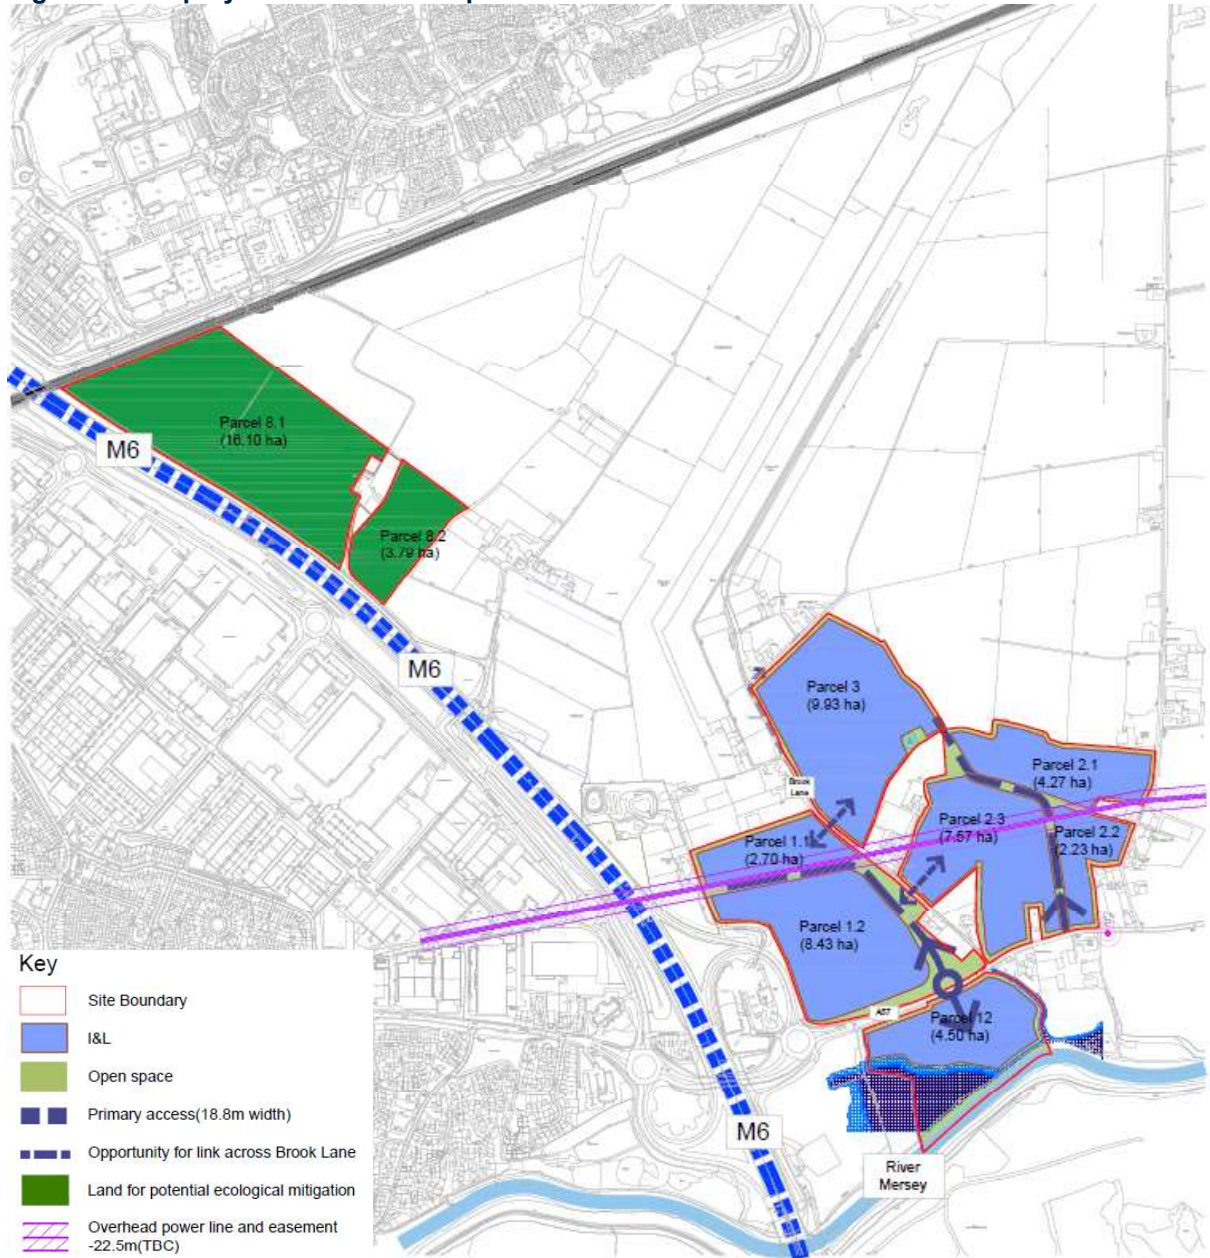 M6
Parcel 8.1
(16.10 ha)
Parcel 8.2
(3.79 ha)
M6
Parcel 3
(9.93 ha)
Brook
Lane
Parcel 2.1
(4.27 ha)
Parcel 2.3
(7.57 ha)
Parcel 2.2
(2.23 ha)
Parcel 1.1
(2.70 ha)
Parcel 1.2
(8.43 ha)
A57
Parcel 12
(4.50 ha)
M6
River
Mersey
Key
Site Boundary
I&L
Open space
Primary access(18.8m width)
Opportunity for link across Brook Lane
Land for potential ecological mitigation
Overhead power line and easement
-22.5m(TBC)